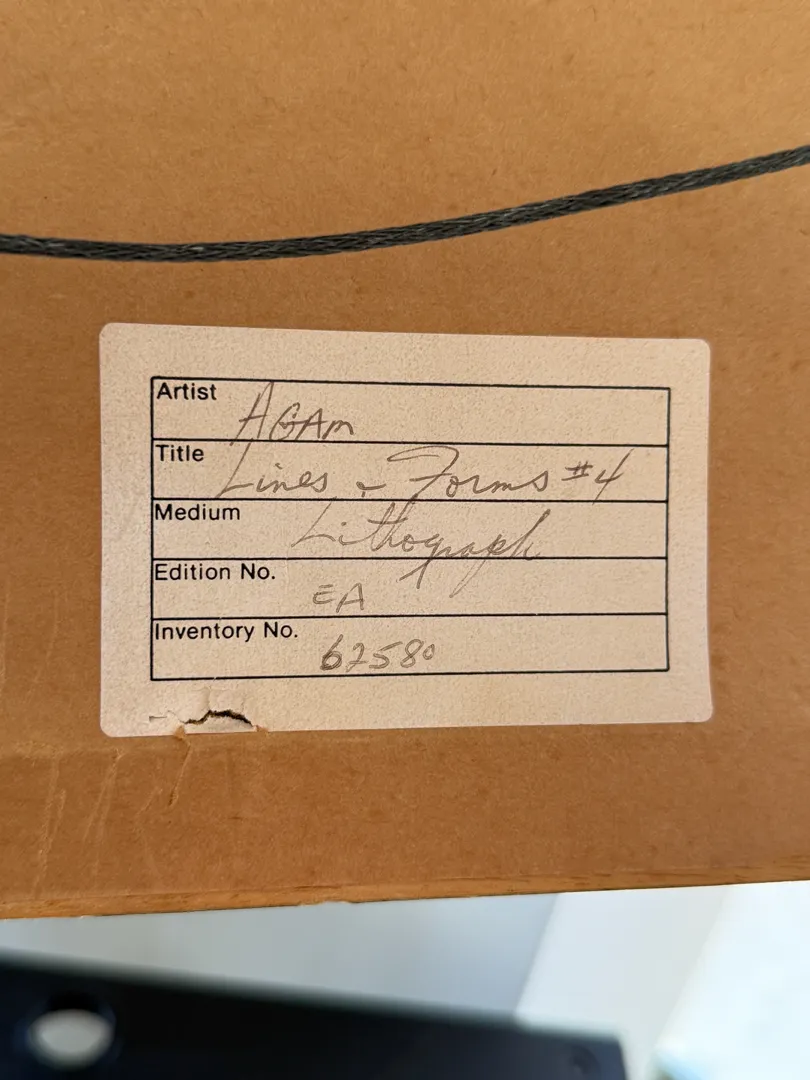 Artist AGAM
Title Lines & Forms #4
Medium Lithograph
Edition No. EA
Inventory No. 62580